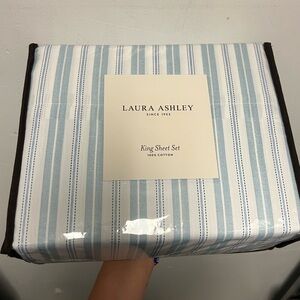 LAURA ASHLEY
SINCE 1953
King Sheet Set
100% COTTON